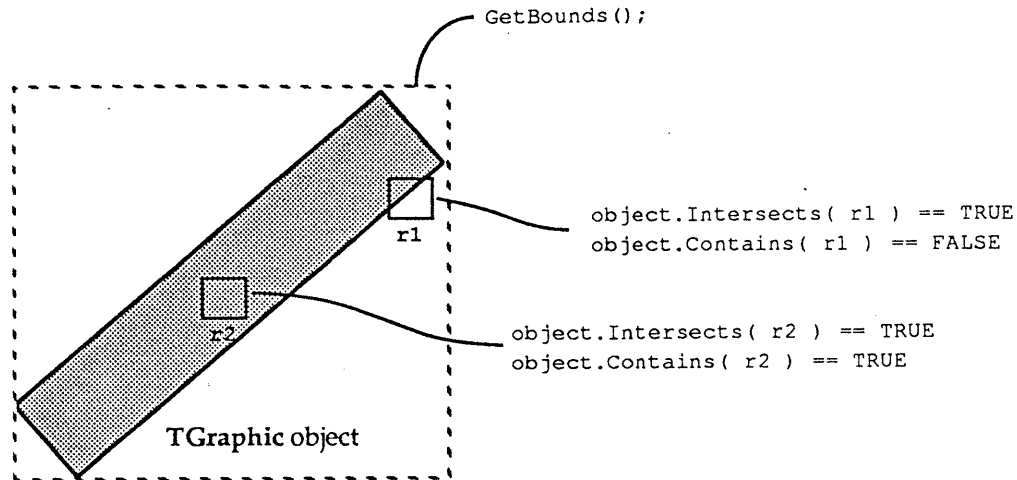 GetBounds();
r1
object.Intersects( r1 ) == TRUE
object.Contains( r1 ) == FALSE
r2
object.Intersects( r2 ) == TRUE
object.Contains( r2 ) == TRUE
TGraphic object